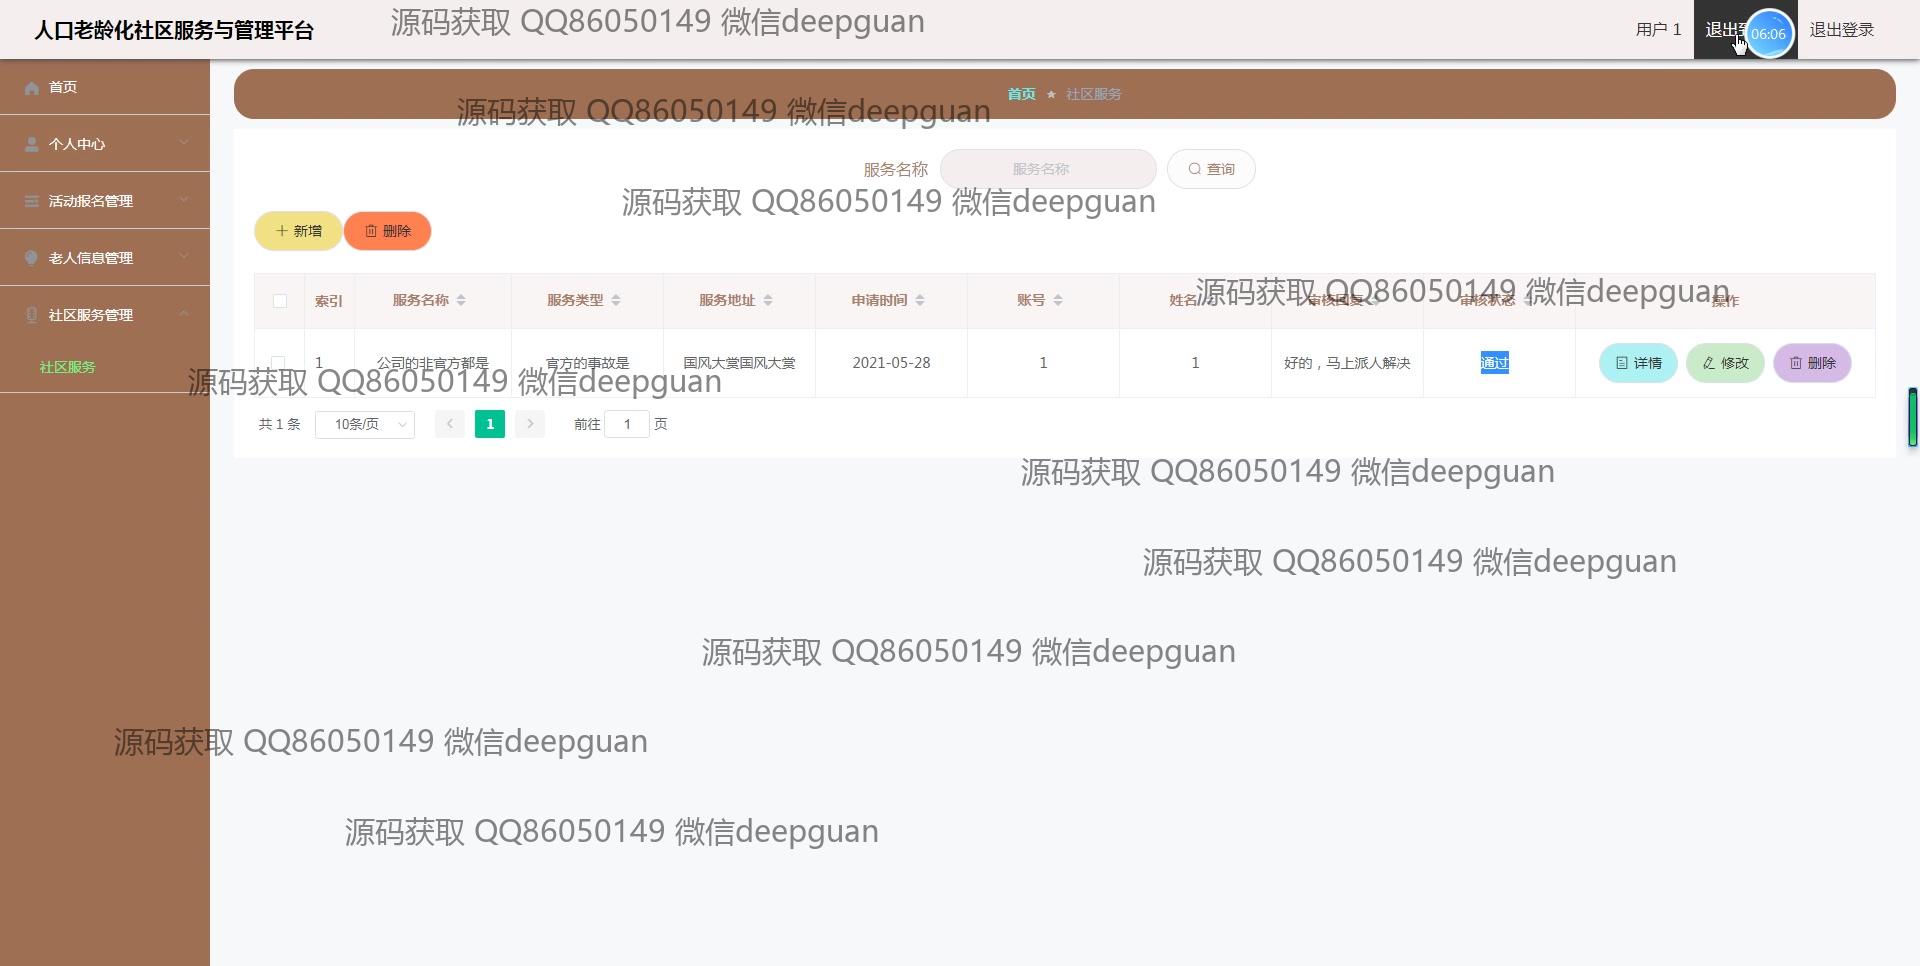 人口老龄化社区服务与管理平台
源码获取 QQ86050149 微信deepguan
用户 1
退出到
06:06
退出登录
首页
个人中心
活动报名管理
老人信息管理
社区服务管理
社区服务
首页 ★ 社区服务
源码获取 QQ86050149 微信deepguan
服务名称
服务名称
查询
源码获取 QQ86050149 微信deepguan
新增
删除
索引 服务名称 服务类型 服务地址 申请时间 账号 姓名 审核回复 审核状态 操作
源码获取 QQ86050149 微信deepguan
1 公司的非官方都是 官方的事故是 国风大赏国风大赏 2021-05-28 1 1 好的，马上派人解决 通过 详情 修改 删除
源码获取 QQ86050149 微信deepguan
共 1 条 10条/页 1 前往 1 页
源码获取 QQ86050149 微信deepguan
源码获取 QQ86050149 微信deepguan
源码获取 QQ86050149 微信deepguan
源码获取 QQ86050149 微信deepguan
源码获取 QQ86050149 微信deepguan